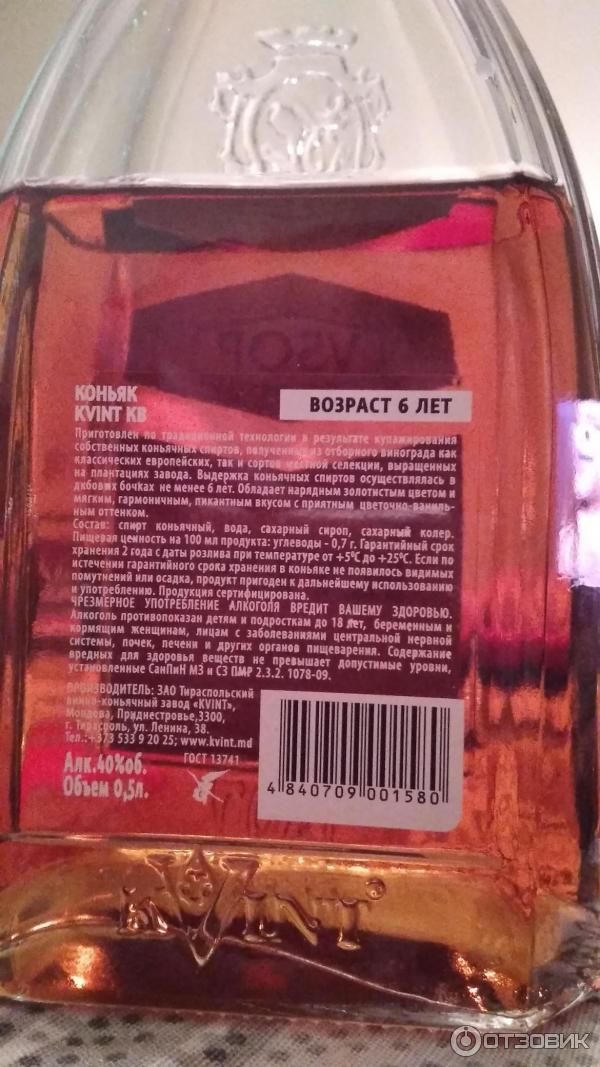 VSOP
КОНЬЯК
KVINT КВ
ВОЗРАСТ 6 ЛЕТ
Приготовлен по традиционной технологии в результате купажирования
собственных коньячных спиртов, полученных из отборного винограда как
классических европейских, так и сортов местной селекции, выращенных
на плантациях завода. Выдержка коньячных спиртов осуществлялась в
дубовых бочках не менее 6 лет. Обладает нарядным золотистым цветом и
мягким, гармоничным, пикантным вкусом с приятным цветочно-ваниль-
ным оттенком.
Состав: спирт коньячный, вода, сахарный сироп, сахарный колер.
Пищевая ценность на 100 мл продукта: углеводы - 0,7 г. Гарантийный срок
хранения 2 года с даты розлива при температуре от +5°C до +25°C. Если по
истечении гарантийного срока хранения в коньяке не появилось видимых
помутнений или осадка, продукт пригоден к дальнейшему использованию
и употреблению. Продукция сертифицирована.
ЧРЕЗМЕРНОЕ УПОТРЕБЛЕНИЕ АЛКОГОЛЯ ВРЕДИТ ВАШЕМУ ЗДОРОВЬЮ.
Алкоголь противопоказан детям и подросткам до 18 лет, беременным и
кормящим женщинам, лицам с заболеваниями центральной нервной
системы, почек, печени и других органов пищеварения. Содержание
вредных для здоровья веществ не превышает допустимые уровни,
установленные СанПиН МЗ и СЗ ПМР 2.3.2. 1078-09.
ПРОИЗВОДИТЕЛЬ: ЗАО Тираспольский
винно-коньячный завод «KVINT»,
Молдова, Приднестровье,3300,
г. Тирасполь, ул. Ленина, 38.
Тел.:+373 533 9 20 25; www.kvint.md
Алк.40%об.
ГОСТ 13741
Объем 0,5л.
4 840709 001580
KVINT
ОТЗОВИК